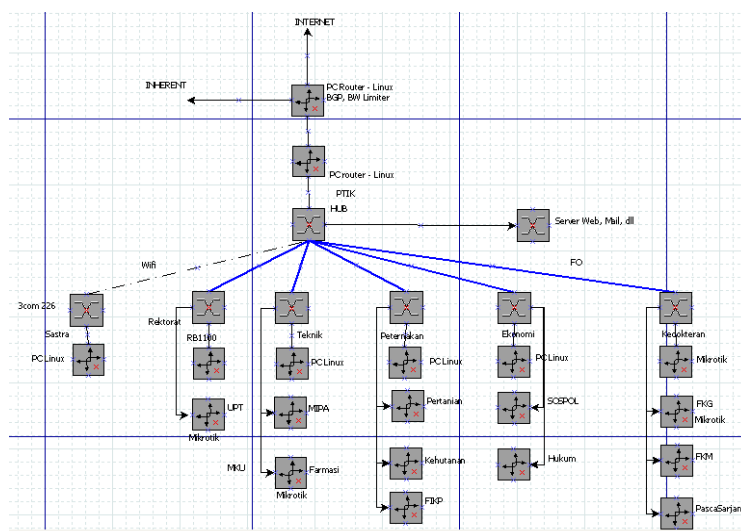 INTERNET
INHERENT
PC Router - Linux
BGP, BW Limiter
PCrouter - Linux
PTIK
HUB
Server Web, Mail, dll
Wifi
FO
3com 226
Sastra
PC Linux
Rektorat
RB1100
UPT
Mikrotik
Teknik
PC Linux
MIPA
MKU
Farmasi
Mikrotik
Peternakan
PC Linux
Pertanian
Kehutanan
FIKP
Ekonomi
PC Linux
SOSPOL
Hukum
Kedokteran
Mikrotik
FKG
Mikrotik
FKM
PascaSarjan